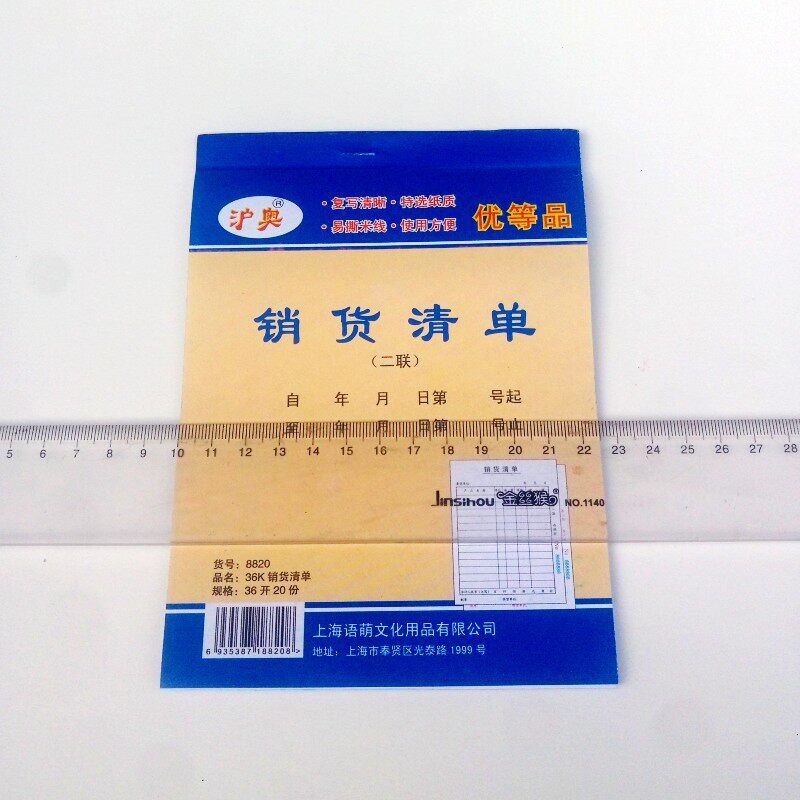 沪奥®
·复写清晰·特选纸质
·易撕米线·使用方便
优等品
销货清单
（二联）
自 年 月 日第 号起
至 年 月 日第 号止
5 6 7 8 9 10 11 12 13 14 15 16 17 18 19 20 21 22 23 24 25 26 27 28
销货清单
Jinsihou 金丝猴® NO.1140
货号：8820
品名：36K 销货清单
规格：36 开 20 份
6 935387 188208 >
上海语萌文化用品有限公司
地址：上海市奉贤区光泰路 1999 号